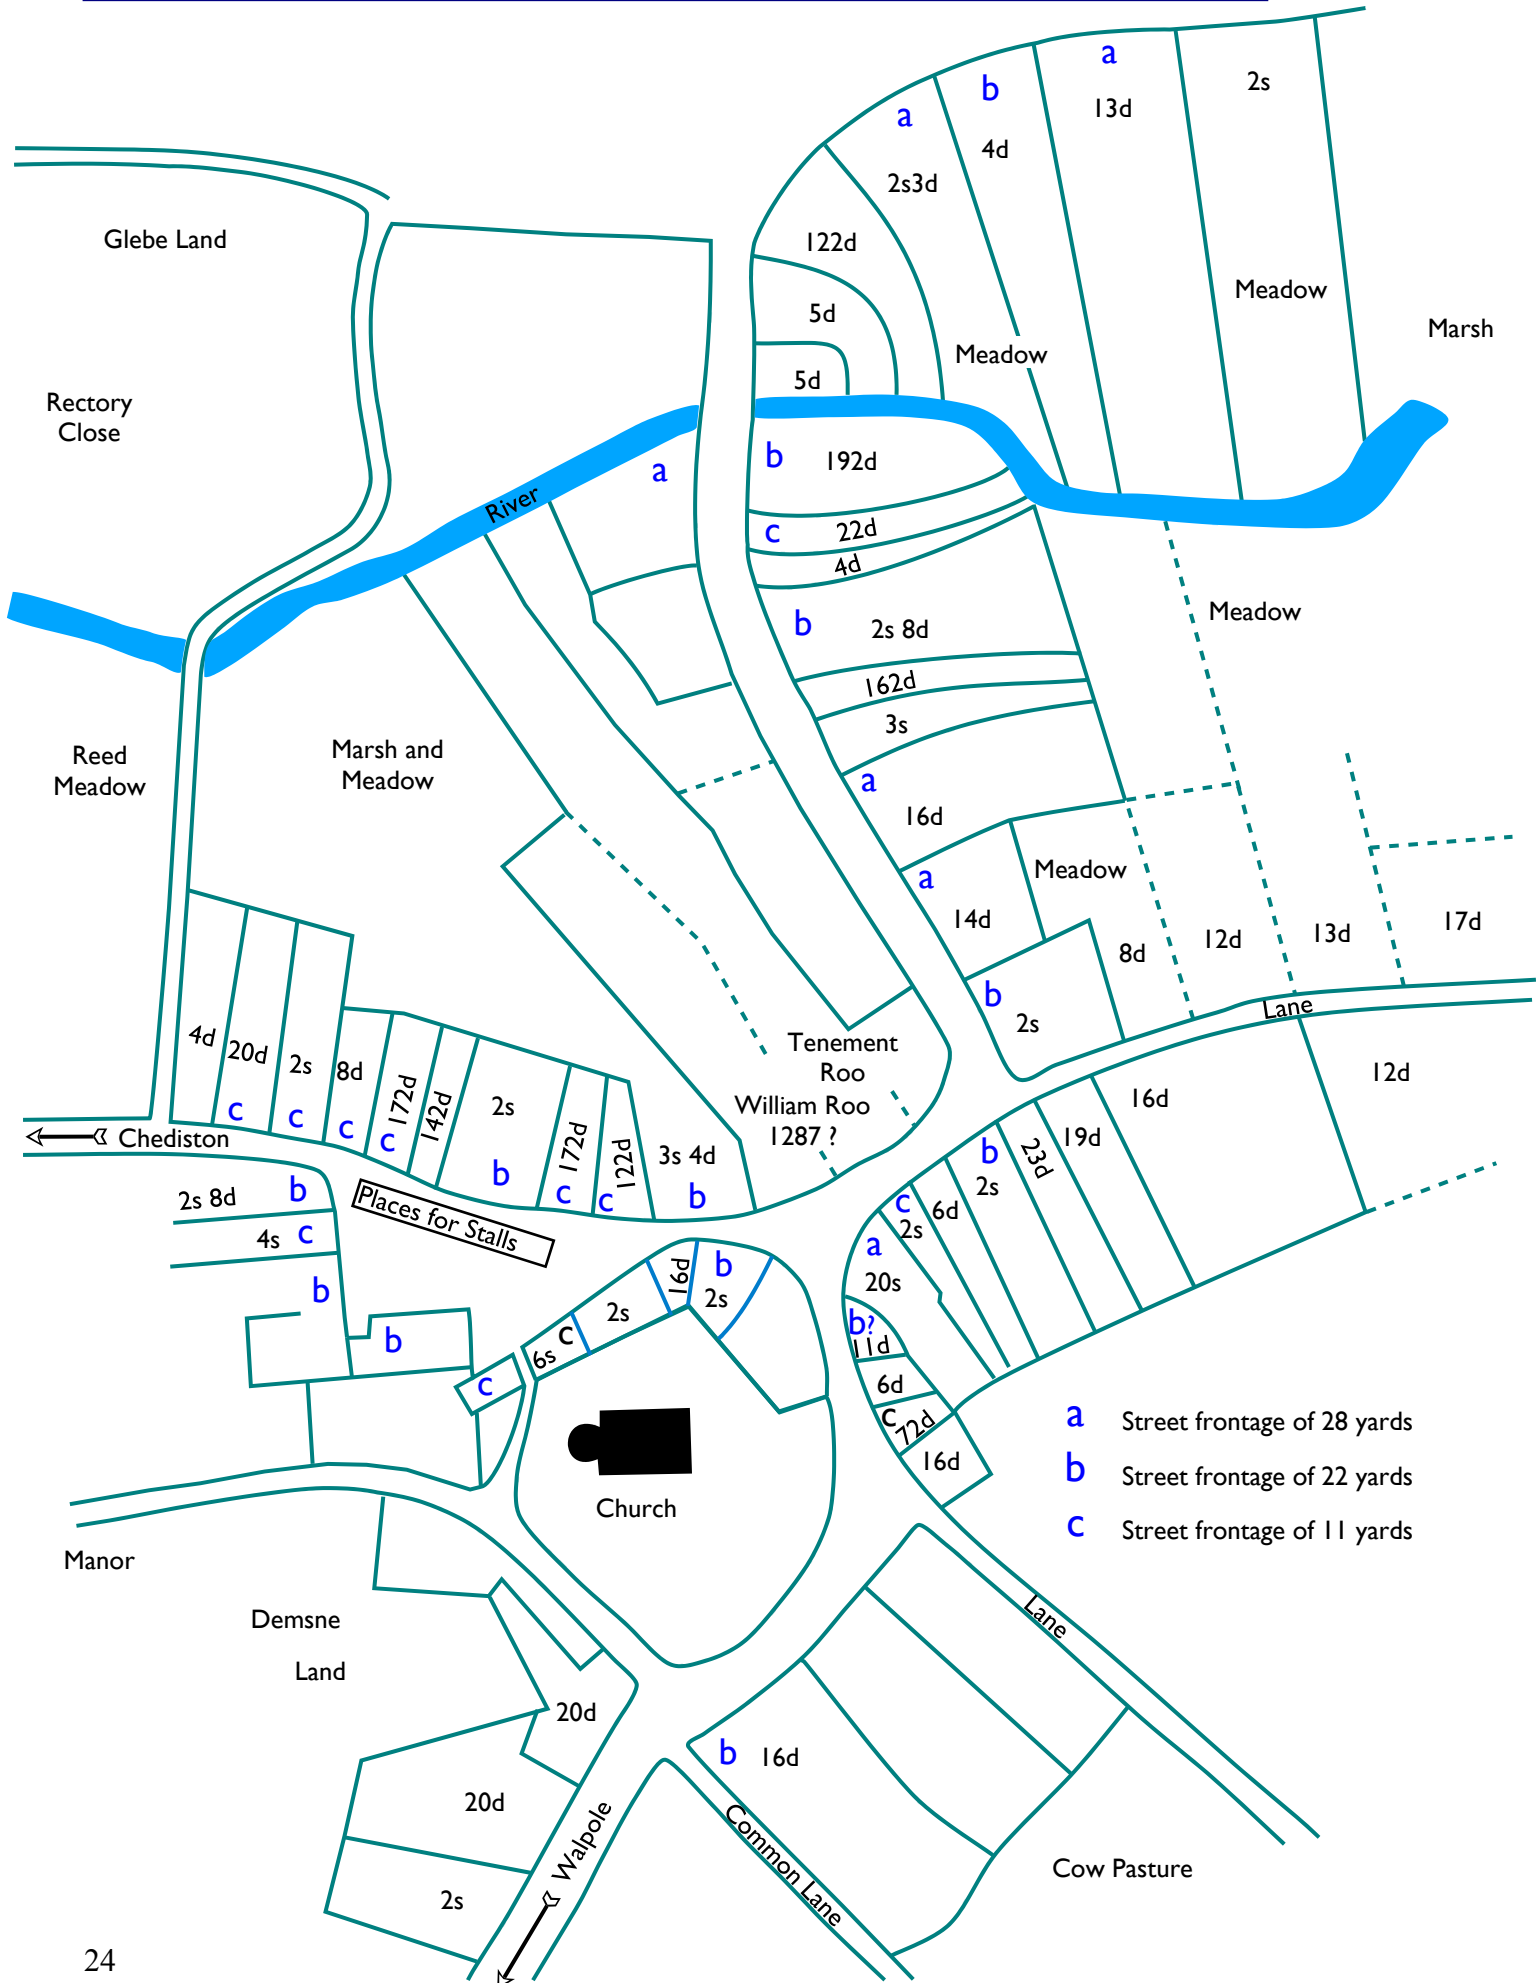 a
b
a
2s
13d
4d
2s3d
122d
5d
5d
Meadow
Meadow
Marsh
Glebe Land
Rectory
Close
River
a
b
192d
c
22d
4d
b
2s 8d
162d
3s
a
16d
a
14d
b
2s
Meadow
Meadow
8d
12d
13d
17d
Lane
Reed
Meadow
Marsh and
Meadow
Tenement
Roo
William Roo
1287 ?
4d
20d
c
2s
c
8d
c
172d
c
142d
2s
b
172d
c
122d
c
3s 4d
b
Chediston
Places for Stalls
2s 8d
b
4s
c
b
b
c
6s
c
2s
16d
b
2s
Church
12d
16d
19d
23d
b
2s
6d
c
2s
a
20s
b?
11d
6d
c
72d
16d
a Street frontage of 28 yards
b Street frontage of 22 yards
c Street frontage of 11 yards
Manor
Demsne
Land
20d
20d
2s
Walpole
b
16d
Common Lane
Lane
Cow Pasture
24